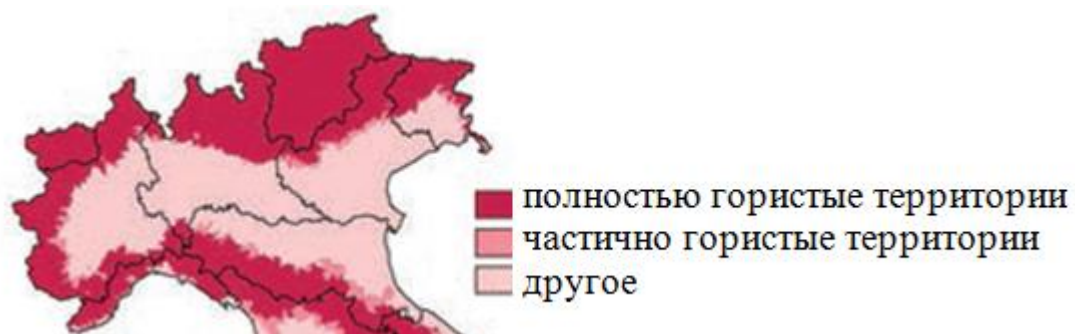 полностью гористые территории
частично гористые территории
другое